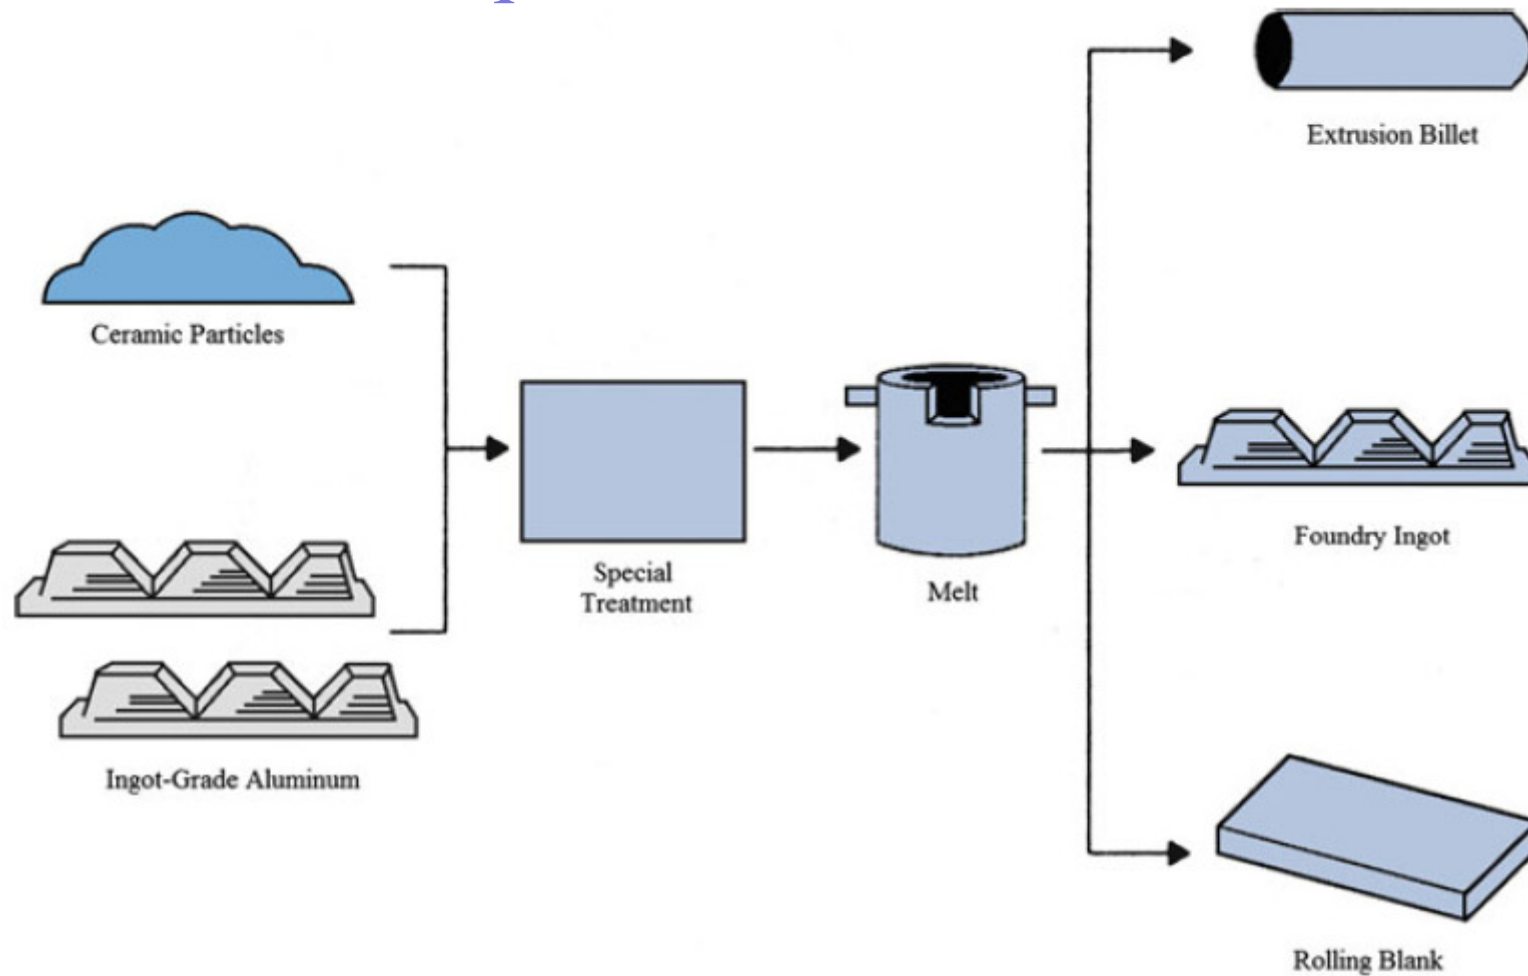 Extrusion Billet
Ceramic Particles
Special
Treatment
Melt
Foundry Ingot
Ingot-Grade Aluminum
Rolling Blank